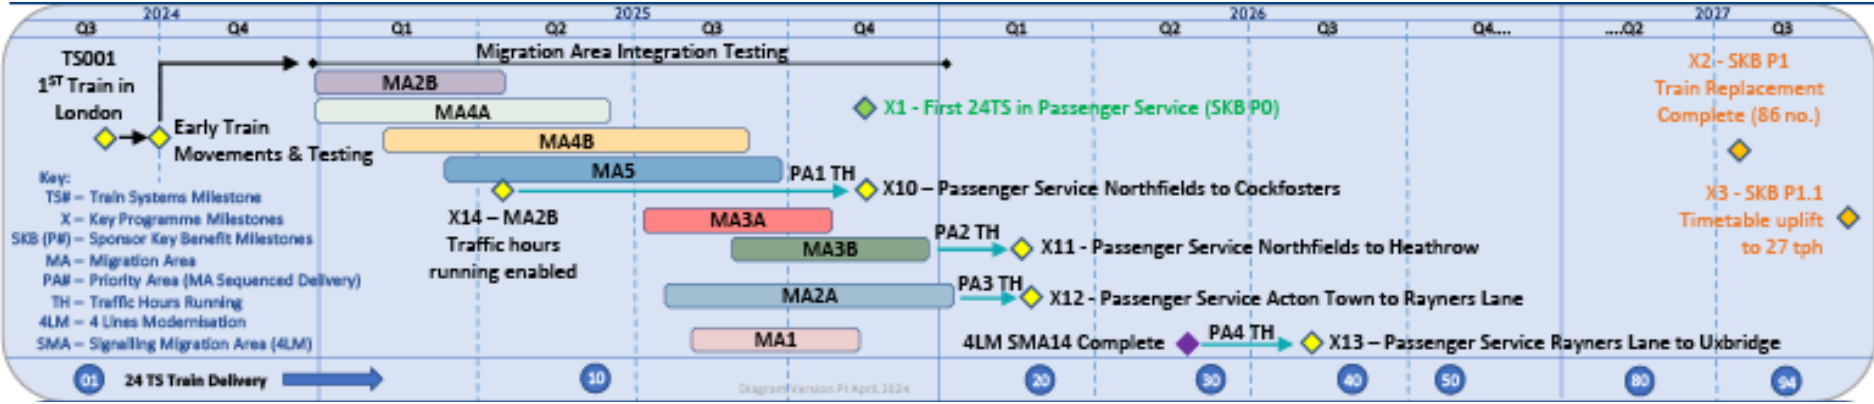 2024 2025 2026 2027
Q3 Q4 Q1 Q2 Q3 Q4 Q1 Q2 Q3 Q4.... ....Q2 Q3
TS001
1ST Train in
London
Early Train
Movements & Testing
Migration Area Integration Testing
MA2B
MA4A
MA4B
MA5
X1 - First 24TS in Passenger Service (SKB P0)
PA1 TH
X10 – Passenger Service Northfields to Cockfosters
X14 – MA2B
Traffic hours
running enabled
MA3A
MA3B
PA2 TH
X11 - Passenger Service Northfields to Heathrow
MA2A
PA3 TH
X12 - Passenger Service Acton Town to Rayners Lane
MA1
4LM SMA14 Complete
PA4 TH
X13 – Passenger Service Rayners Lane to Uxbridge
X2 - SKB P1
Train Replacement
Complete (86 no.)
X3 - SKB P1.1
Timetable uplift
to 27 tph
Key:
TS# – Train Systems Milestone
X – Key Programme Milestones
SKB (P#) – Sponsor Key Benefit Milestones
MA – Migration Area
PA# – Priority Area (MA Sequenced Delivery)
TH – Traffic Hours Running
4LM – 4 Lines Modernisation
SMA – Signalling Migration Area (4LM)
01 24 TS Train Delivery 10 20 30 40 50 80 94
Diagram Version P1 April 2024.